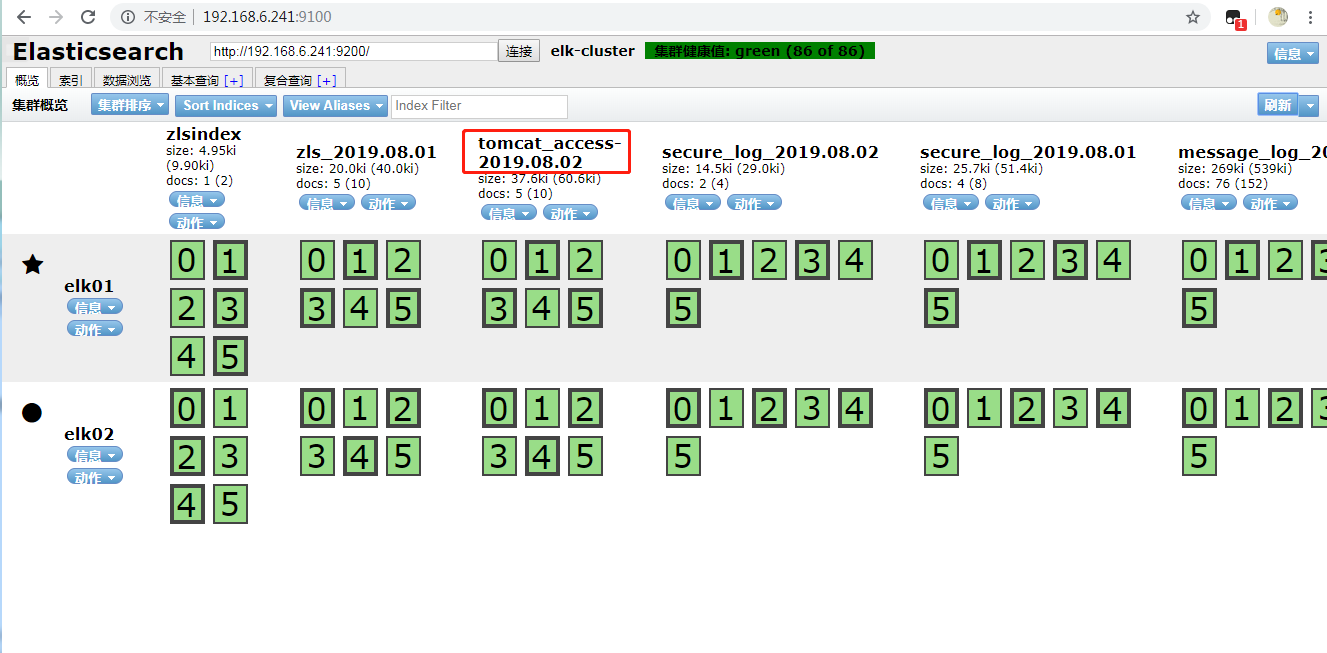 不安全 192.168.6.241:9100
1
Elasticsearch http://192.168.6.241:9200/ 连接 elk-cluster 集群健康值: green (86 of 86) 信息
概览 索引 数据浏览 基本查询 [+] 复合查询 [+]
集群概览 集群排序 Sort Indices View Aliases Index Filter 刷新
zlsindex
size: 4.95ki
(9.90ki)
docs: 1 (2)
信息
动作
zls_2019.08.01
size: 20.0ki (40.0ki)
docs: 5 (10)
信息 动作
tomcat_access-
2019.08.02
size: 37.6ki (60.6ki)
docs: 5 (10)
信息 动作
secure_log_2019.08.02
size: 14.5ki (29.0ki)
docs: 2 (4)
信息 动作
secure_log_2019.08.01
size: 25.7ki (51.4ki)
docs: 4 (8)
信息 动作
message_log_20
size: 269ki (539ki)
docs: 76 (152)
信息 动作
elk01
信息
动作
0 1 0 1 2 0 1 2 0 1 2 3 4 0 1 2 3 4 0 1 2 3
2 3 3 4 5 3 4 5 5 5 5
4 5
elk02
信息
动作
0 1 0 1 2 0 1 2 0 1 2 3 4 0 1 2 3 4 0 1 2 3
2 3 3 4 5 3 4 5 5 5 5
4 5